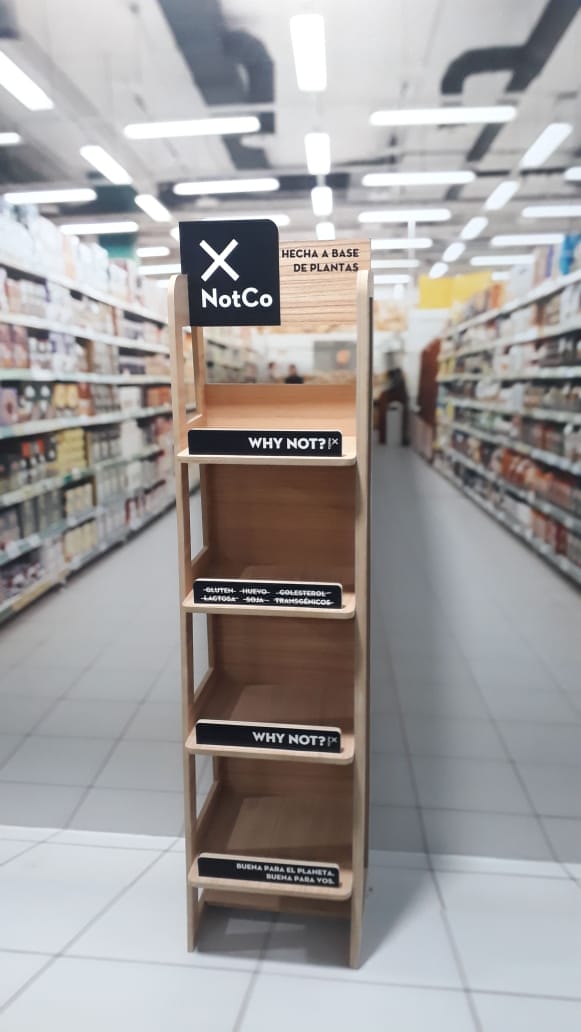 NotCo
HECHA A BASE
DE PLANTAS
WHY NOT?
GLUTEN HUEVO COLESTEROL
LACTOSA SOJA TRANSGÉNICOS
WHY NOT?
BUENA PARA EL PLANETA.
BUENA PARA VOS.